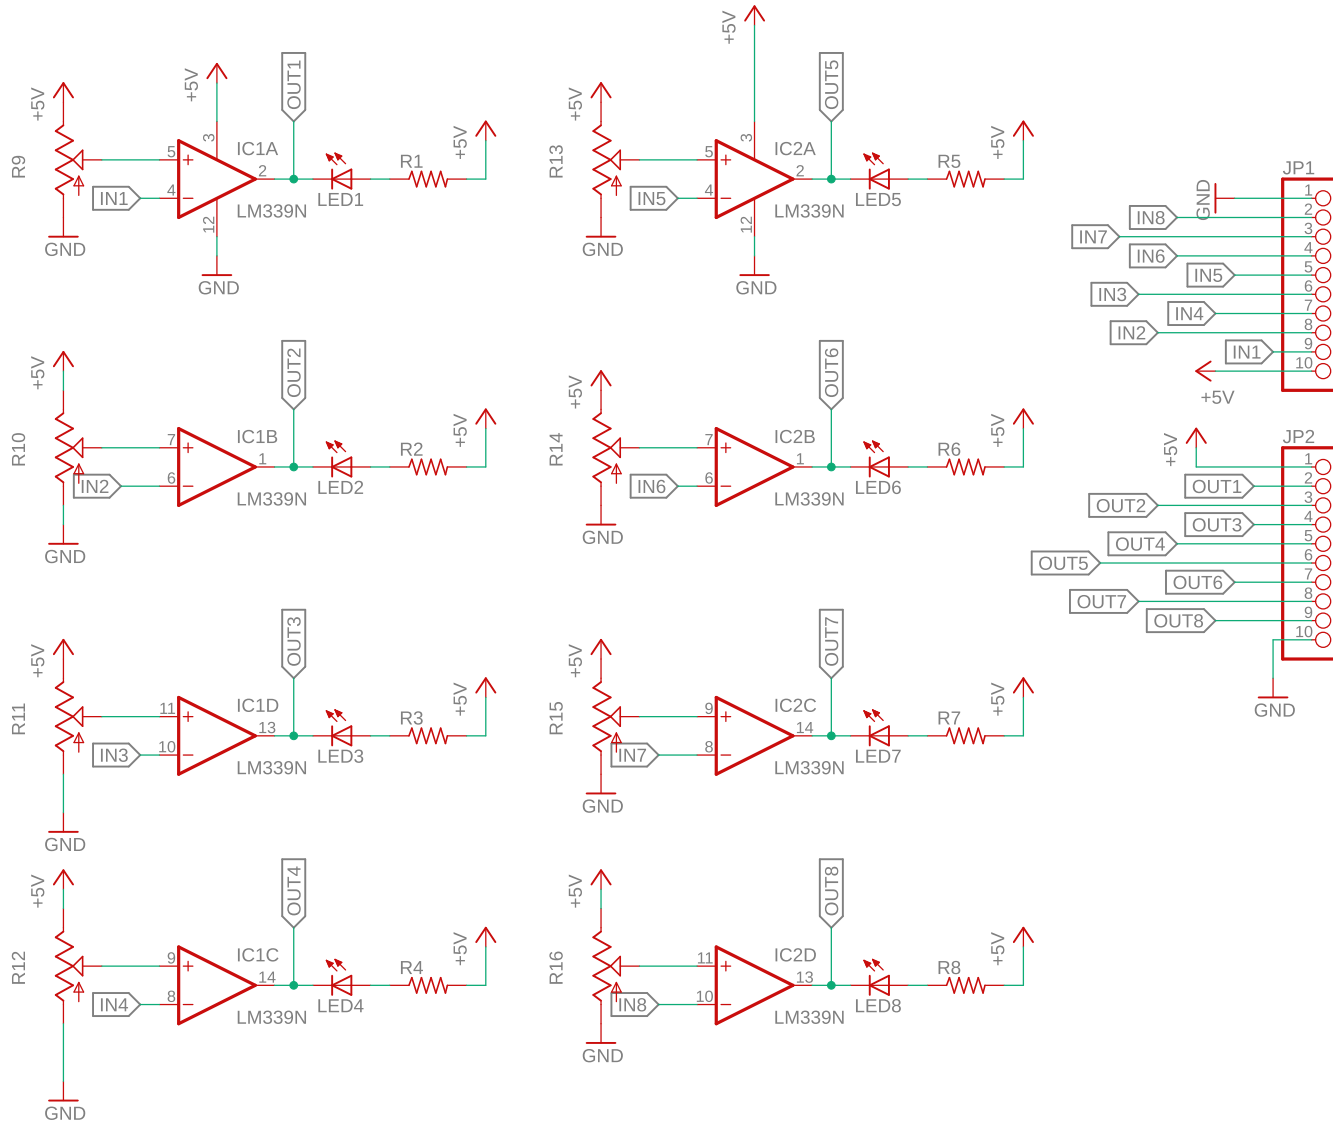 +5V
R9
5
4
IN1
GND
+5V
3
12
GND
IC1A
2
LM339N
OUT1
LED1
R1
+5V
+5V
R13
5
4
IN5
GND
+5V
3
12
GND
IC2A
2
LM339N
OUT5
LED5
R5
+5V
+5V
R10
7
6
IN2
GND
IC1B
1
LM339N
OUT2
LED2
R2
+5V
+5V
R14
7
6
IN6
GND
IC2B
1
LM339N
OUT6
LED6
R6
+5V
+5V
R11
11
10
IN3
GND
IC1D
13
LM339N
OUT3
LED3
R3
+5V
+5V
R15
9
8
IN7
GND
IC2C
14
LM339N
OUT7
LED7
R7
+5V
+5V
R12
9
8
IN4
GND
IC1C
14
LM339N
OUT4
LED4
R4
+5V
+5V
R16
11
10
IN8
GND
IC2D
13
LM339N
OUT8
LED8
R8
+5V
JP1
GND 1
IN8 2
IN7 3
IN6 4
IN5 5
IN3 6
IN4 7
IN2 8
IN1 9
10
+5V
JP2
+5V 1
OUT1 2
OUT2 3
OUT3 4
OUT4 5
OUT5 6
OUT6 7
OUT7 8
OUT8 9
10
GND